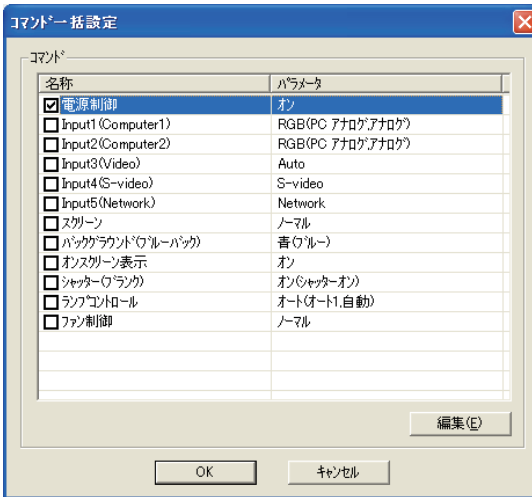 コマンド一括設定
コマンド
名称 パラメータ
電源制御 オン
Input1(Computer1) RGB(PC アナログ,アナログ)
Input2(Computer2) RGB(PC アナログ,アナログ)
Input3(Video) Auto
Input4(S-video) S-video
Input5(Network) Network
スクリーン ノーマル
バックグラウンド(ブルーバック) 青(ブルー)
オンスクリーン表示 オン
シャッター(ブランク) オン(シャッターオン)
ランプコントロール オート(オート1,自動)
ファン制御 ノーマル
編集(E)
OK キャンセル